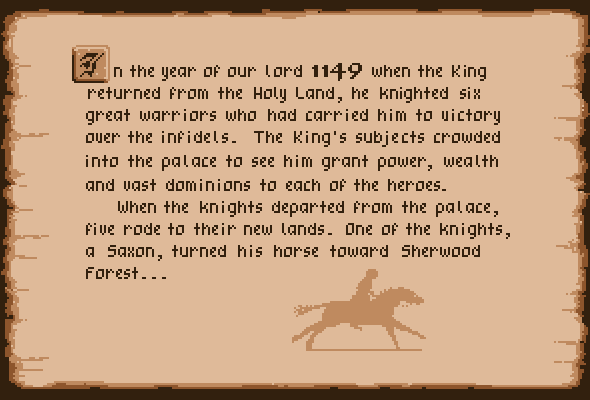 In the year of our Lord 1149 when the King
returned from the Holy Land, he knighted six
great warriors who had carried him to victory
over the infidels. The King's subjects crowded
into the palace to see him grant power, wealth
and vast dominions to each of the heroes.
When the knights departed from the palace,
five rode to their new lands. One of the knights,
a Saxon, turned his horse toward Sherwood
Forest...